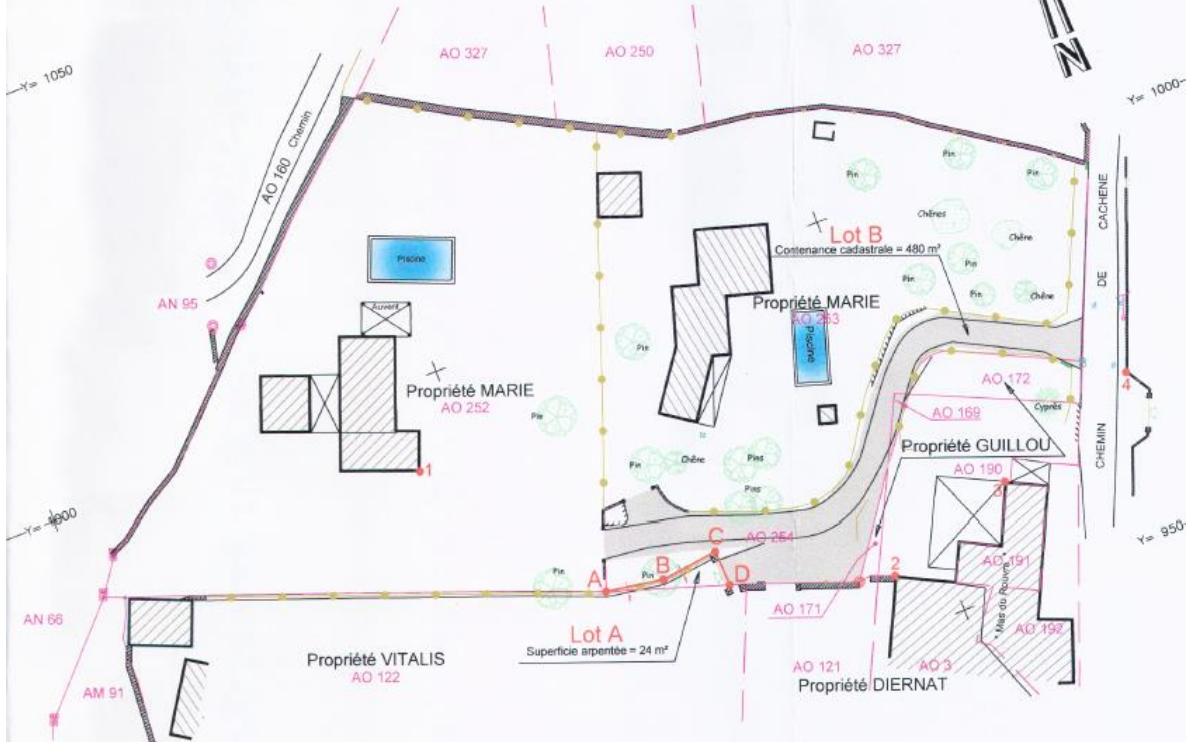 AO 327
AO 250
AO 327
N
Y= 1050
Y= 1000
AO 160 Chemin
Pin
Pin
Pin
CHEMIN DE CACHENE
Chênes
Lot B
Contenance cadastrale = 480 m²
Chêne
Piscine
Pin
Pin
Pin
Chêne
AN 95
Auvent
Propriété MARIE
AO 253
Piscine
Pin
Propriété MARIE
AO 252
AO 172
4
Pin
AO 169
Cyprès
Propriété GUILLOU
Chêne
Pins
Pin
1
AO 190
3
Pins
Y= 1000
Y= 950
C
AO 254
AO 191
Pin
Pin
B
A
D
2
"Mas du Rouvre"
AN 66
AO 171
Lot A
Superficie arpentée = 24 m²
AO 192
Propriété VITALIS
AO 122
AO 121
AO 3
Propriété DIERNAT
AM 91